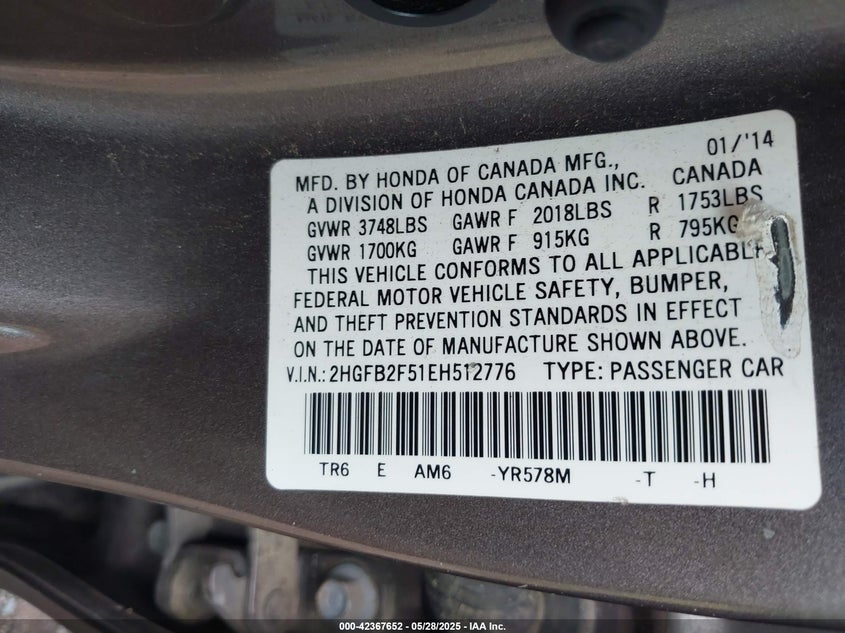 01/'14
MFD. BY HONDA OF CANADA MFG.,
A DIVISION OF HONDA CANADA INC. CANADA
GVWR 3748LBS GAWR F 2018LBS R 1753LBS
GVWR 1700KG GAWR F 915KG R 795KG
THIS VEHICLE CONFORMS TO ALL APPLICABLE
FEDERAL MOTOR VEHICLE SAFETY, BUMPER,
AND THEFT PREVENTION STANDARDS IN EFFECT
ON THE DATE OF MANUFACTURE SHOWN ABOVE.
V.I.N.: 2HGFB2F51EH512776 TYPE: PASSENGER CAR
TR6 E AM6 -YR578M -T -H
000-42367652 - 05/28/2025 - IAA Inc.